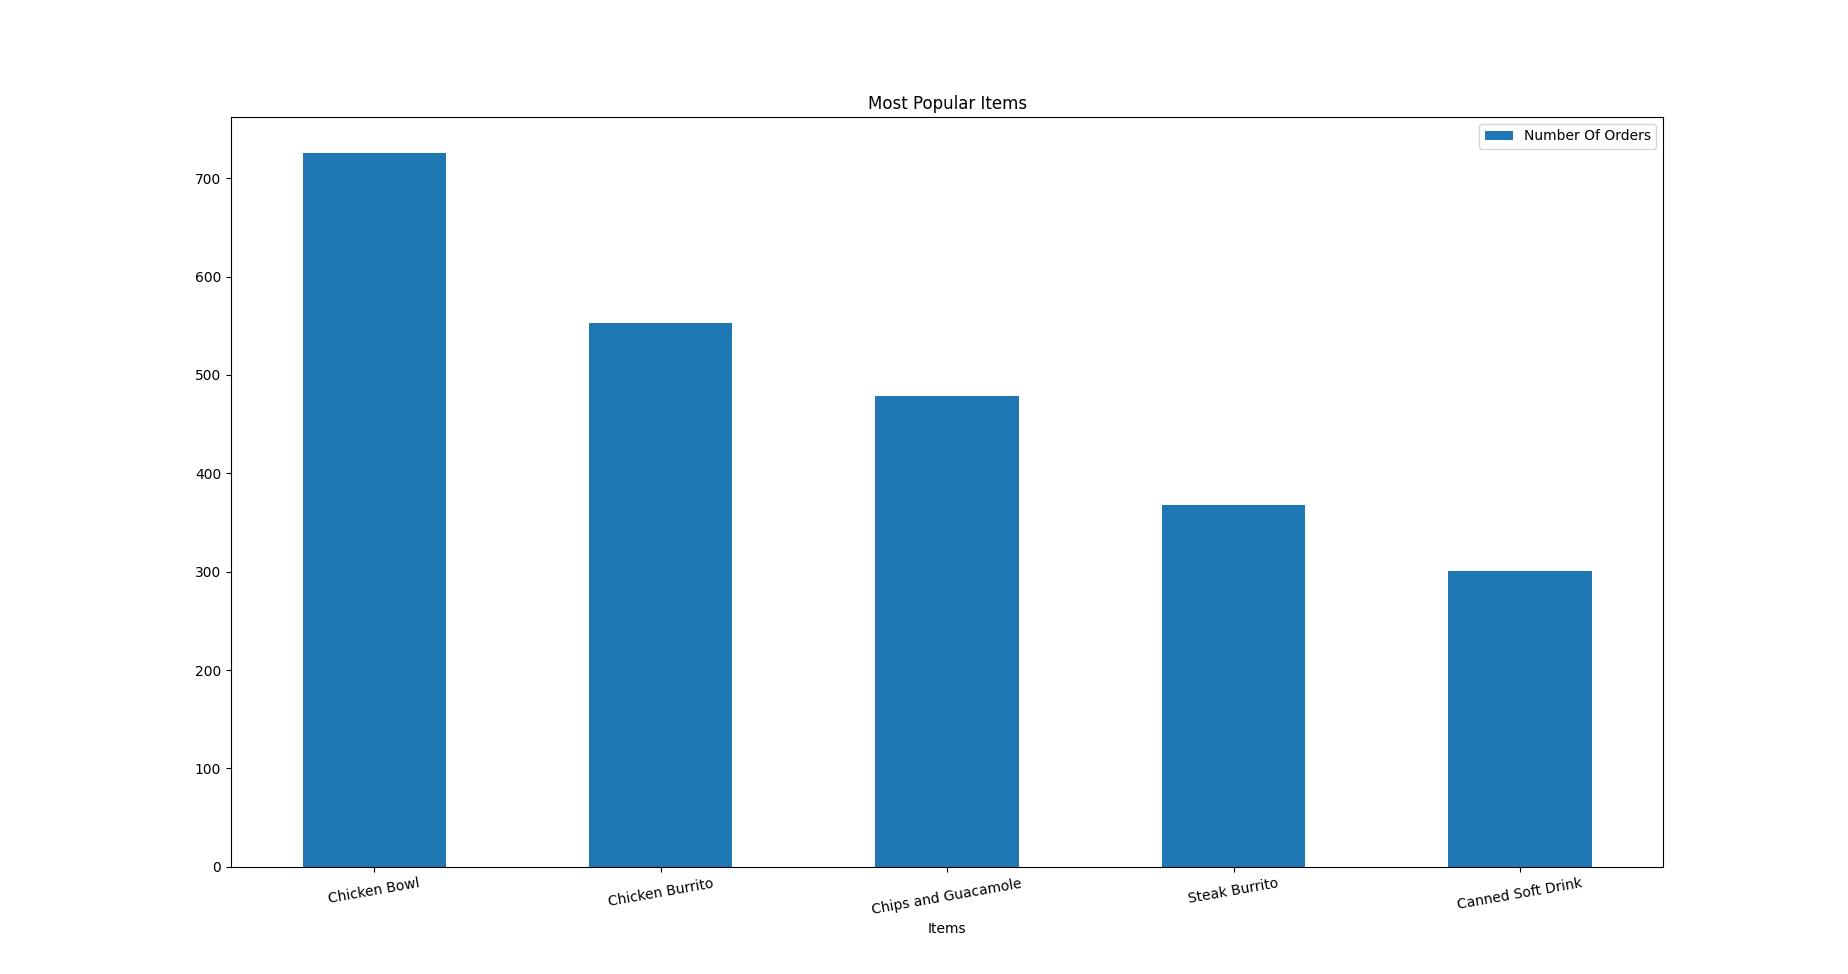 Most Popular Items
Number Of Orders
700
600
500
400
300
200
100
0
Chicken Bowl
Chicken Burrito
Chips and Guacamole
Steak Burrito
Canned Soft Drink
Items